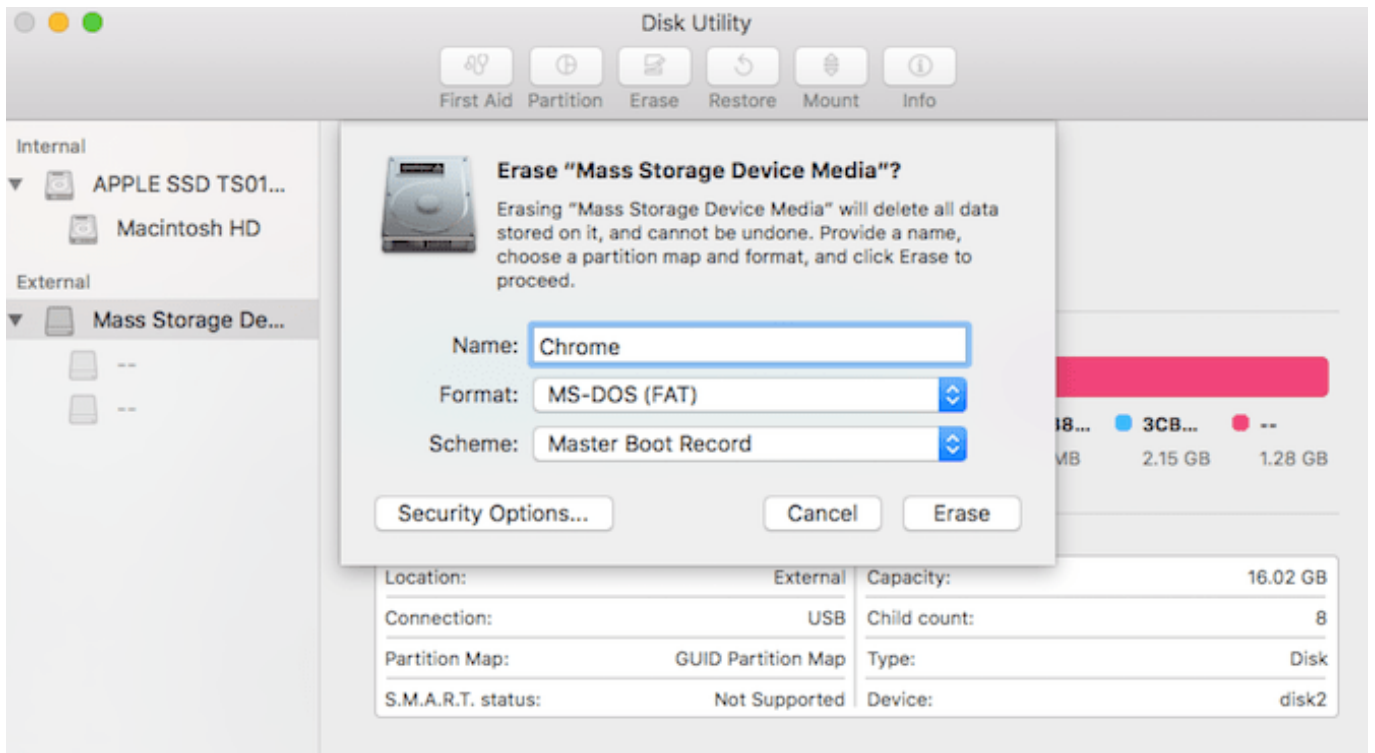 Disk Utility
First Aid Partition Erase Restore Mount Info
Internal
APPLE SSD TS01...
Macintosh HD
External
Mass Storage De...
--
--
Erase “Mass Storage Device Media”?
Erasing “Mass Storage Device Media” will delete all data
stored on it, and cannot be undone. Provide a name,
choose a partition map and format, and click Erase to
proceed.
Name: Chrome
Format: MS-DOS (FAT)
Scheme: Master Boot Record
Security Options... Cancel Erase
3CB... --
MB 2.15 GB 1.28 GB
Location: External Capacity: 16.02 GB
Connection: USB Child count: 8
Partition Map: GUID Partition Map Type: Disk
S.M.A.R.T. status: Not Supported Device: disk2